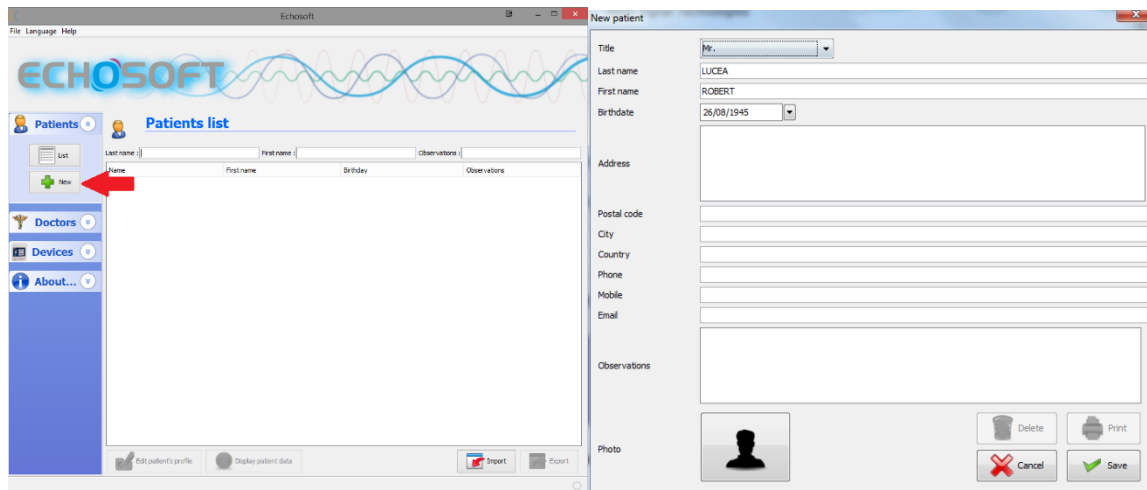 Echosoft
File Language Help
ECHOSOFT
Patients
List
New
Doctors
Devices
About...
Patients list
Last name :
First name :
Observations :
Name
First name
Birthday
Observations
Edit patient's profile
Display patient data
Import
Export
New patient
Title
Mr.
Last name
LUCEA
First name
ROBERT
Birthdate
26/08/1945
Address
Postal code
City
Country
Phone
Mobile
Email
Observations
Photo
Delete
Print
Cancel
Save